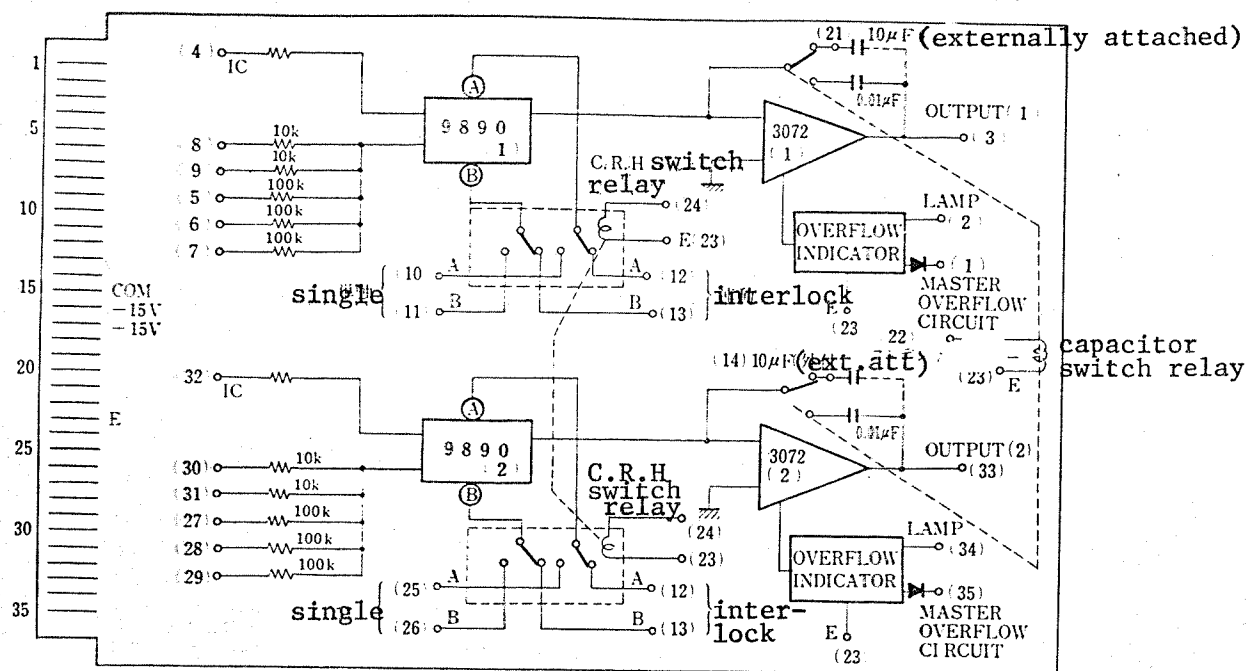 1
5
10
15
20
25
30
35
COM
－15V
－15V
E
(4)
IC
(8)
10k
(9)
10k
(5)
100k
(6)
100k
(7)
100k
A
9890
(1)
B
C.R.H switch
relay
(24)
E(23)
single
(10)
A
(11)
B
A
(12)
B
(13)
interlock
(21)
10μF (externally attached)
0.01μF
3072
(1)
OUTPUT(1)
(3)
LAMP
(2)
OVERFLOW
INDICATOR
(1)
MASTER
OVERFLOW
CIRCUIT
E
(23
22
(23)
E
capacitor
switch relay
(32)
IC
(30)
10k
(31)
10k
(27)
100k
(28)
100k
(29)
100k
A
9890
(2)
B
C.R.H
switch
relay
(24)
(23)
single
(25)
A
(26)
B
A
(12)
B
(13)
inter-
lock
(14) 10μF (ext.att)
0.01μF
3072
(2)
OUTPUT(2)
(33)
LAMP
(34)
OVERFLOW
INDICATOR
(35)
MASTER
OVERFLOW
CIRCUIT
E
(23